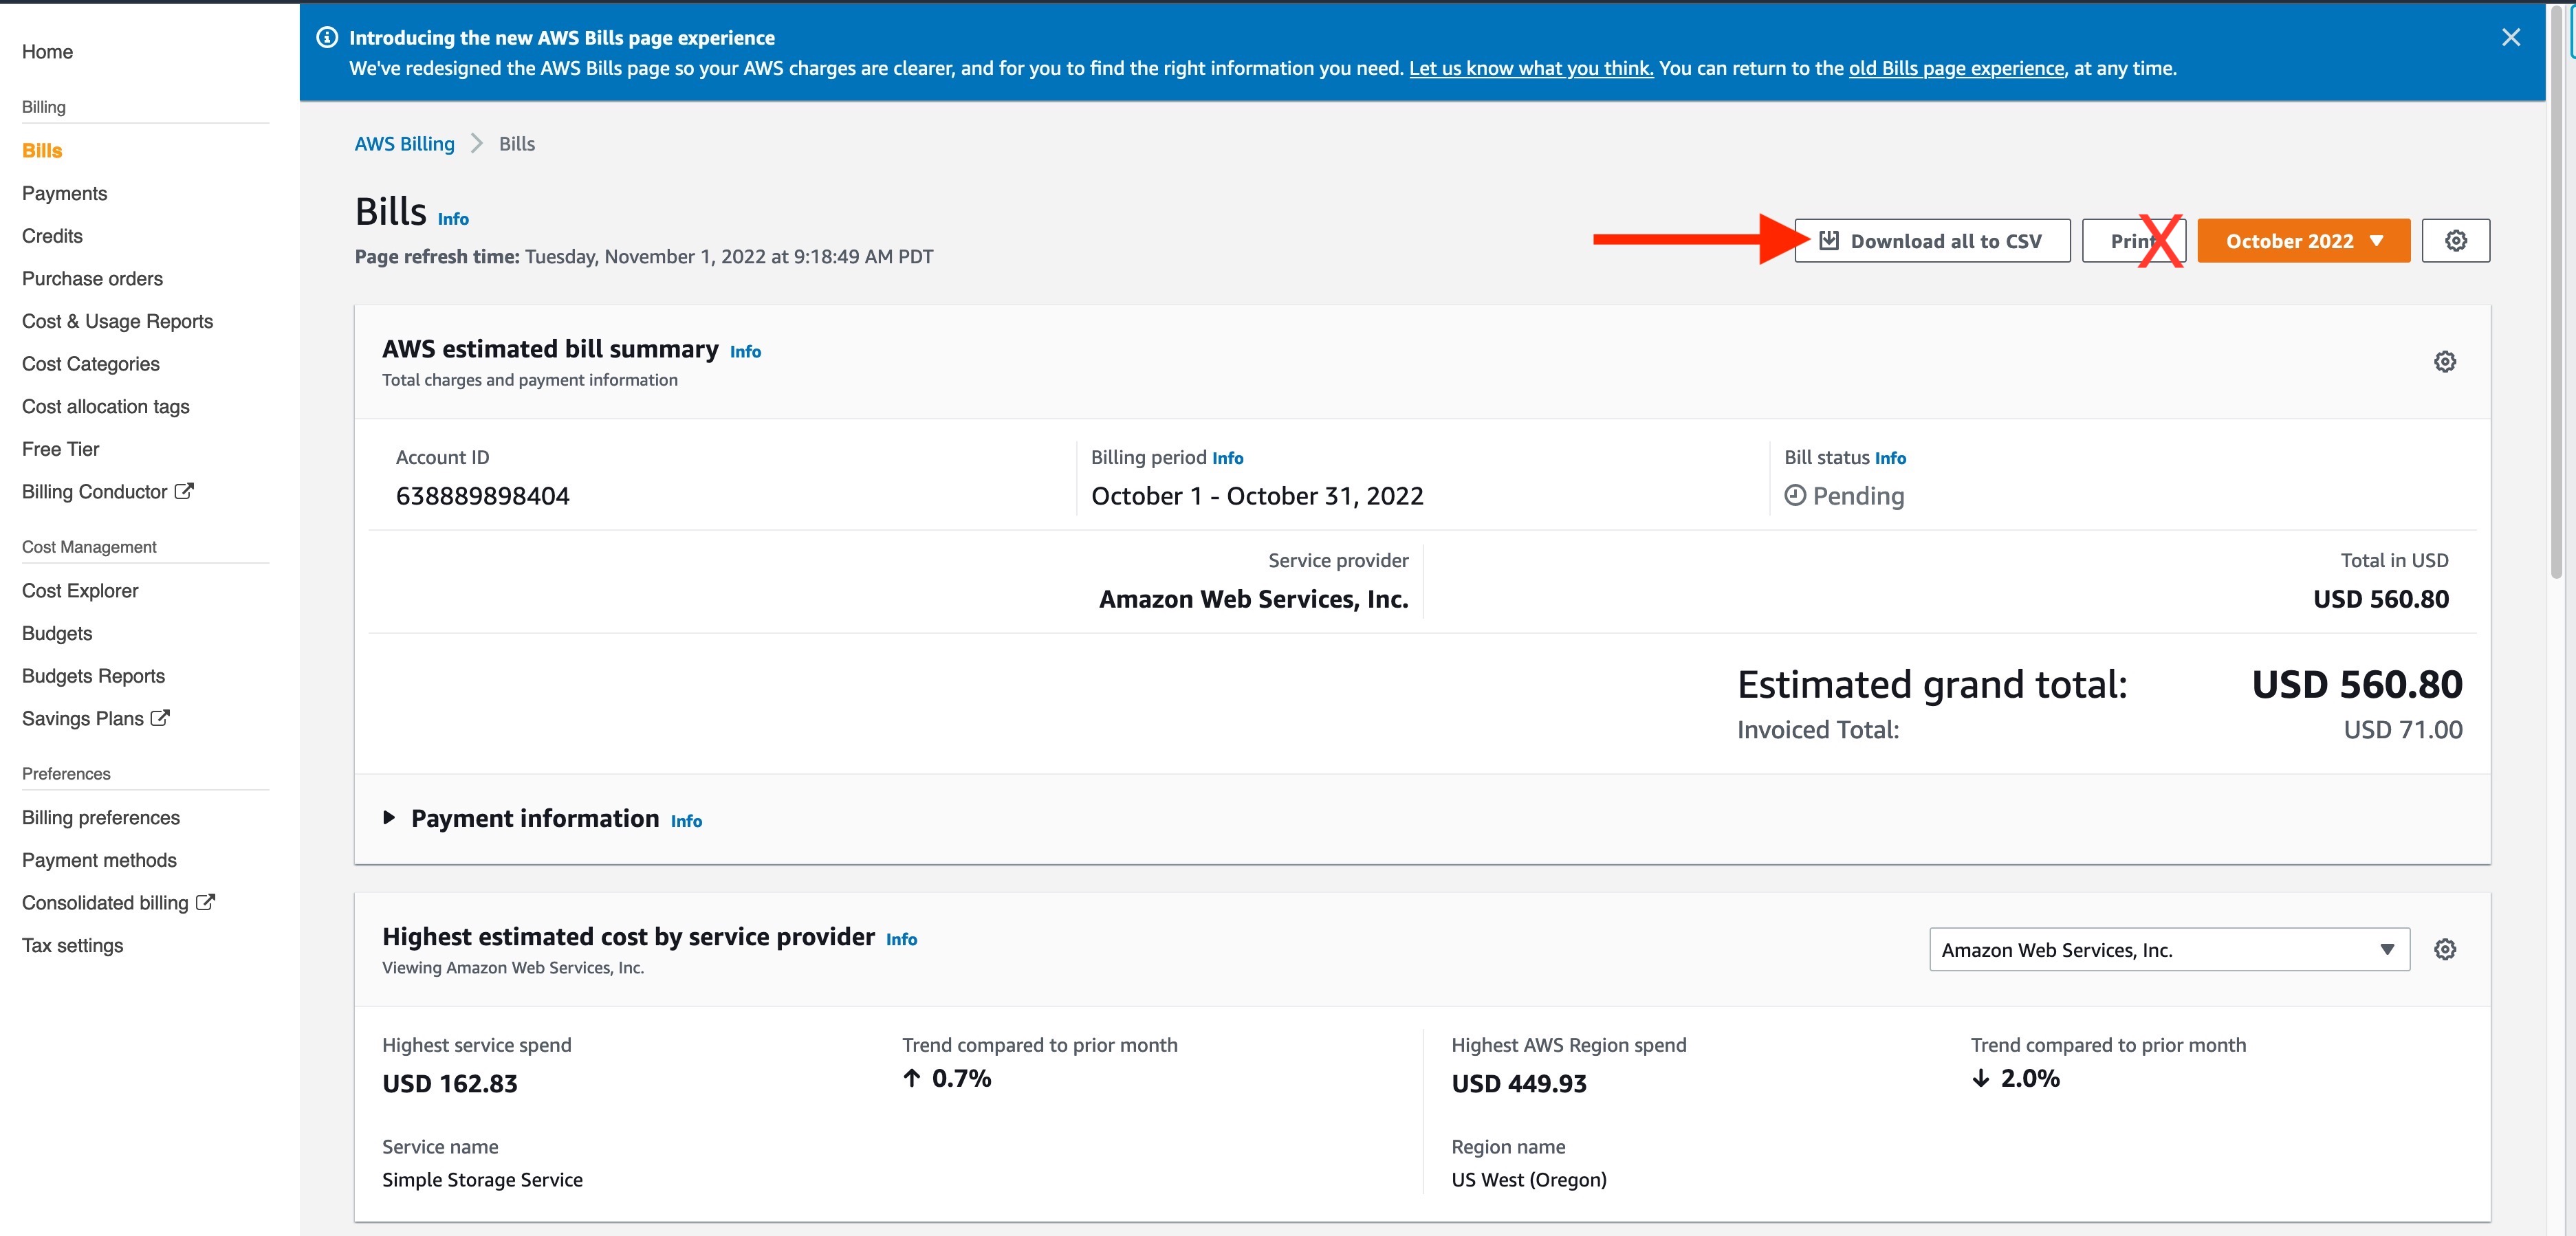 Introducing the new AWS Bills page experience
We've redesigned the AWS Bills page so your AWS charges are clearer, and for you to find the right information you need. Let us know what you think. You can return to the old Bills page experience, at any time.
Home
Billing
Bills
Payments
Credits
Purchase orders
Cost & Usage Reports
Cost Categories
Cost allocation tags
Free Tier
Billing Conductor
Cost Management
Cost Explorer
Budgets
Budgets Reports
Savings Plans
Preferences
Billing preferences
Payment methods
Consolidated billing
Tax settings
AWS Billing > Bills
Bills Info
Page refresh time: Tuesday, November 1, 2022 at 9:18:49 AM PDT
Download all to CSV Print X October 2022
AWS estimated bill summary Info
Total charges and payment information
Account ID
638889898404
Billing period Info
October 1 - October 31, 2022
Bill status Info
Pending
Service provider
Amazon Web Services, Inc.
Total in USD
USD 560.80
Estimated grand total: USD 560.80
Invoiced Total: USD 71.00
Payment information Info
Highest estimated cost by service provider Info
Viewing Amazon Web Services, Inc.
Amazon Web Services, Inc.
Highest service spend
USD 162.83
Trend compared to prior month
↑ 0.7%
Service name
Simple Storage Service
Highest AWS Region spend
USD 449.93
Trend compared to prior month
↓ 2.0%
Region name
US West (Oregon)